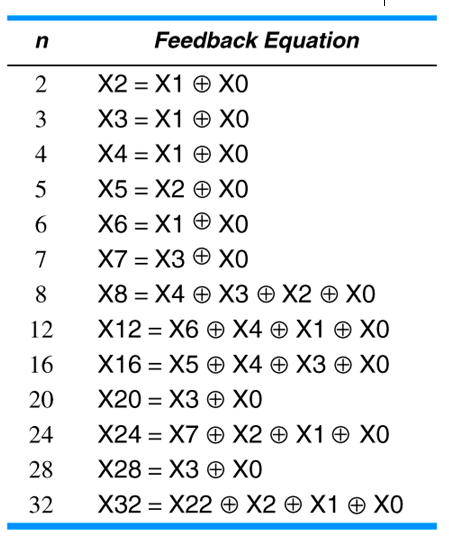 n Feedback Equation
2 X2 = X1 ⊕ X0
3 X3 = X1 ⊕ X0
4 X4 = X1 ⊕ X0
5 X5 = X2 ⊕ X0
6 X6 = X1 ⊕ X0
7 X7 = X3 ⊕ X0
8 X8 = X4 ⊕ X3 ⊕ X2 ⊕ X0
12 X12 = X6 ⊕ X4 ⊕ X1 ⊕ X0
16 X16 = X5 ⊕ X4 ⊕ X3 ⊕ X0
20 X20 = X3 ⊕ X0
24 X24 = X7 ⊕ X2 ⊕ X1 ⊕ X0
28 X28 = X3 ⊕ X0
32 X32 = X22 ⊕ X2 ⊕ X1 ⊕ X0